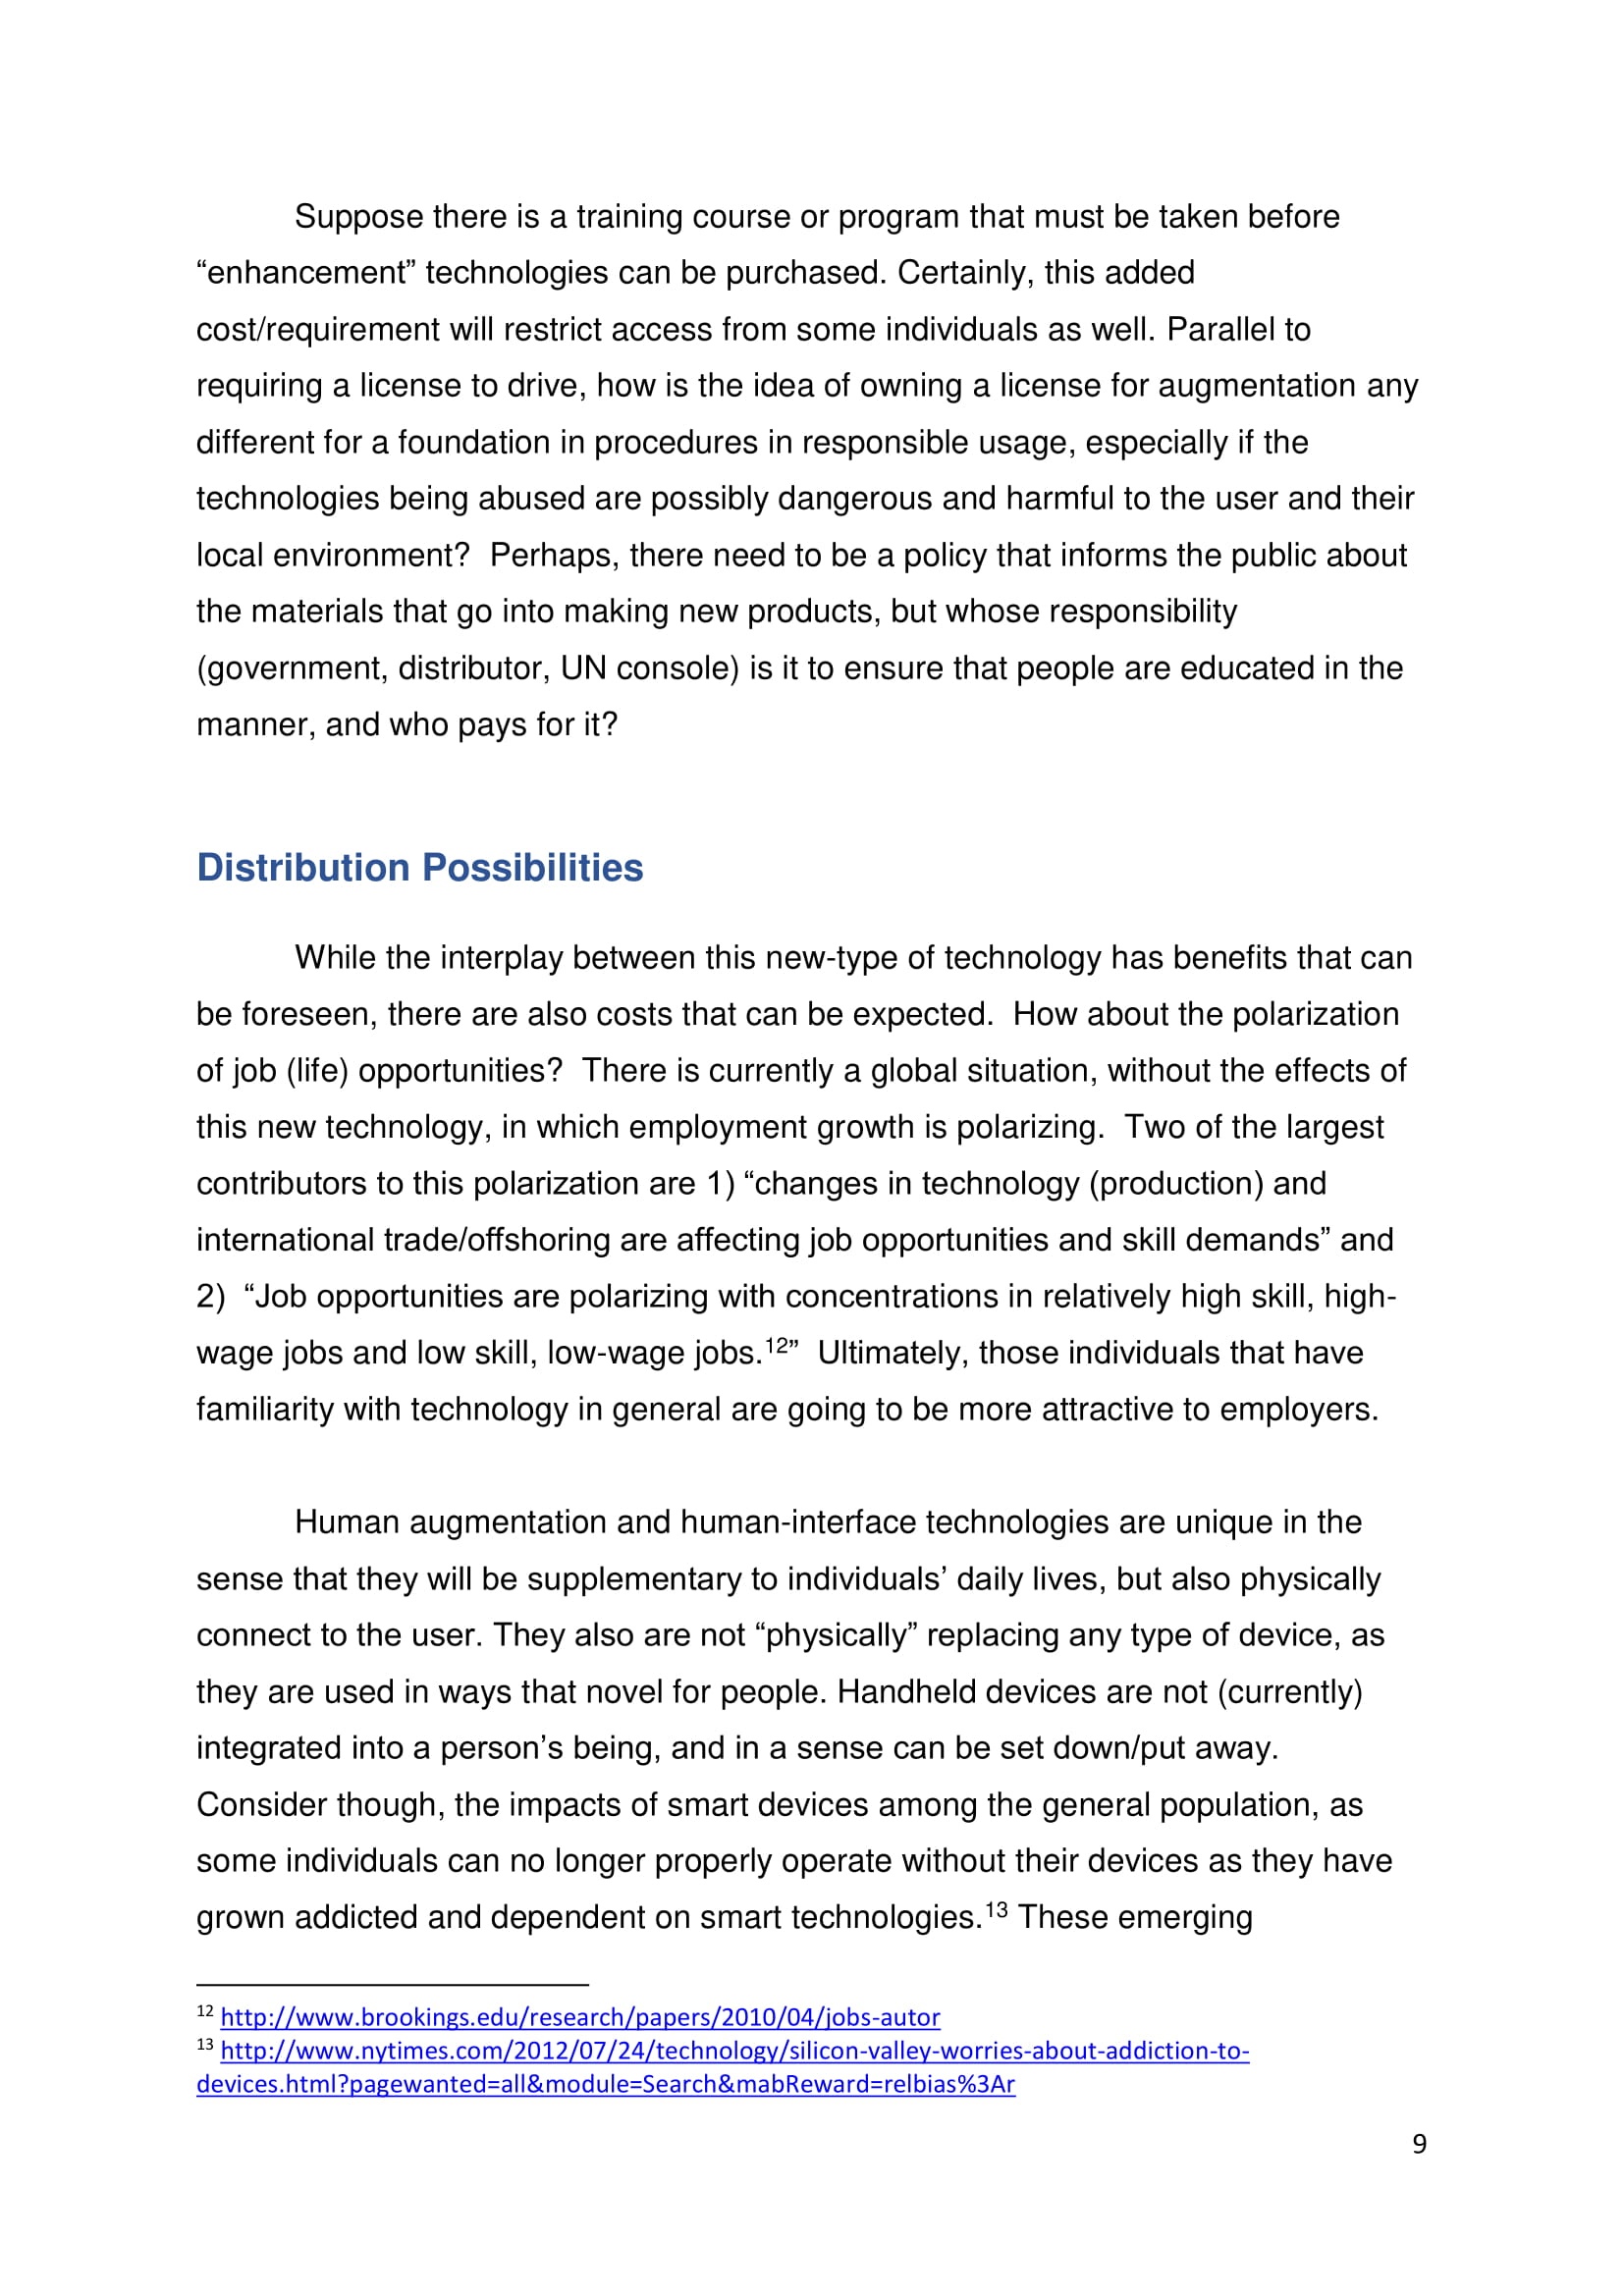 Suppose there is a training course or program that must be taken before
“enhancement” technologies can be purchased. Certainly, this added
cost/requirement will restrict access from some individuals as well. Parallel to
requiring a license to drive, how is the idea of owning a license for augmentation any
different for a foundation in procedures in responsible usage, especially if the
technologies being abused are possibly dangerous and harmful to the user and their
local environment?  Perhaps, there need to be a policy that informs the public about
the materials that go into making new products, but whose responsibility
(government, distributor, UN console) is it to ensure that people are educated in the
manner, and who pays for it?
Distribution Possibilities
While the interplay between this new-type of technology has benefits that can
be foreseen, there are also costs that can be expected.  How about the polarization
of job (life) opportunities?  There is currently a global situation, without the effects of
this new technology, in which employment growth is polarizing.  Two of the largest
contributors to this polarization are 1) “changes in technology (production) and
international trade/offshoring are affecting job opportunities and skill demands” and
2)  “Job opportunities are polarizing with concentrations in relatively high skill, high-
wage jobs and low skill, low-wage jobs.12”  Ultimately, those individuals that have
familiarity with technology in general are going to be more attractive to employers.
Human augmentation and human-interface technologies are unique in the
sense that they will be supplementary to individuals’ daily lives, but also physically
connect to the user. They also are not “physically” replacing any type of device, as
they are used in ways that novel for people. Handheld devices are not (currently)
integrated into a person’s being, and in a sense can be set down/put away.
Consider though, the impacts of smart devices among the general population, as
some individuals can no longer properly operate without their devices as they have
grown addicted and dependent on smart technologies.13 These emerging
12 http://www.brookings.edu/research/papers/2010/04/jobs-autor
13 http://www.nytimes.com/2012/07/24/technology/silicon-valley-worries-about-addiction-to-
devices.html?pagewanted=all&module=Search&mabReward=relbias%3Ar
9